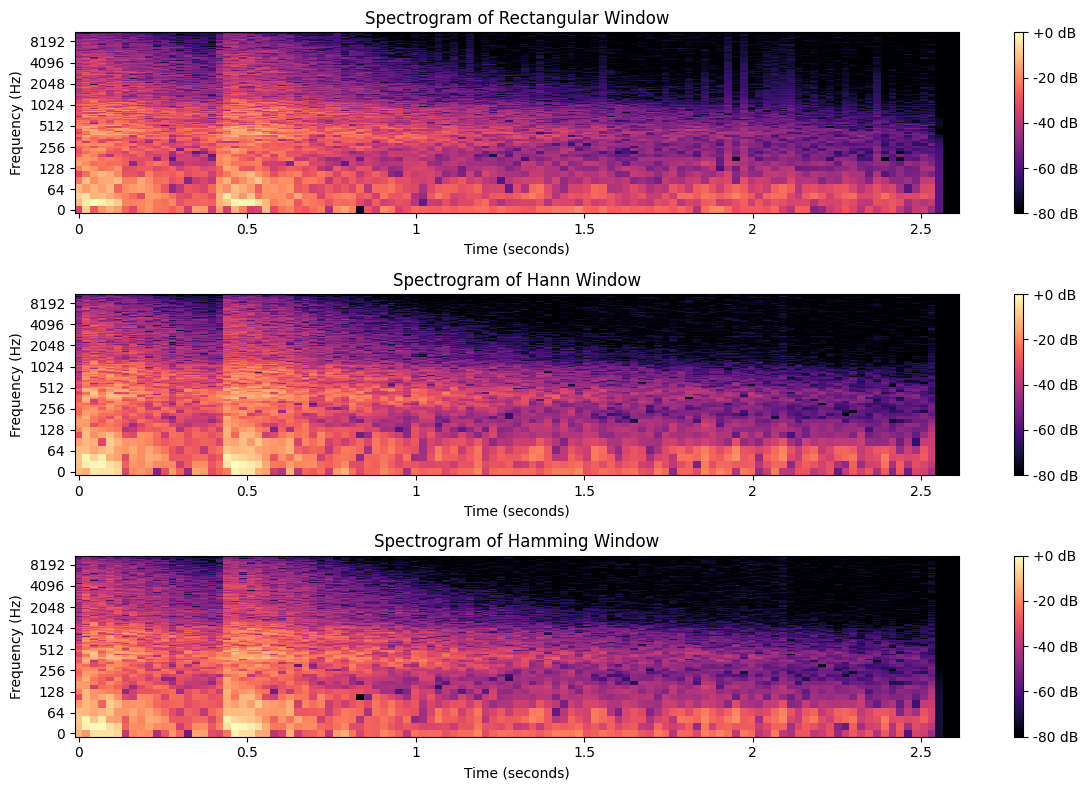 Spectrogram of Rectangular Window
Frequency (Hz)
8192
4096
2048
1024
512
256
128
64
0
0 0.5 1 1.5 2 2.5
Time (seconds)
+0 dB
-20 dB
-40 dB
-60 dB
-80 dB
Spectrogram of Hann Window
Frequency (Hz)
8192
4096
2048
1024
512
256
128
64
0
0 0.5 1 1.5 2 2.5
Time (seconds)
+0 dB
-20 dB
-40 dB
-60 dB
-80 dB
Spectrogram of Hamming Window
Frequency (Hz)
8192
4096
2048
1024
512
256
128
64
0
0 0.5 1 1.5 2 2.5
Time (seconds)
+0 dB
-20 dB
-40 dB
-60 dB
-80 dB